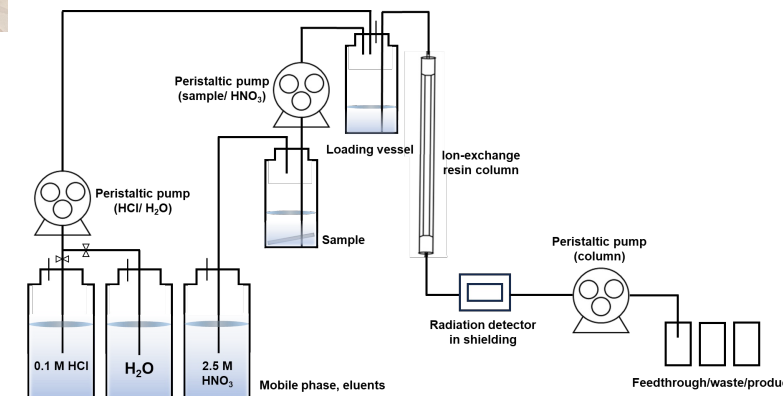 Peristaltic pump
(sample/ HNO₃)
Loading vessel
Ion-exchange
resin column
Peristaltic pump
(HCl/ H₂O)
Sample
Peristaltic pump
(column)
Radiation detector
in shielding
0.1 M HCl
H₂O
2.5 M
HNO₃
Mobile phase, eluents
Feedthrough/waste/produ